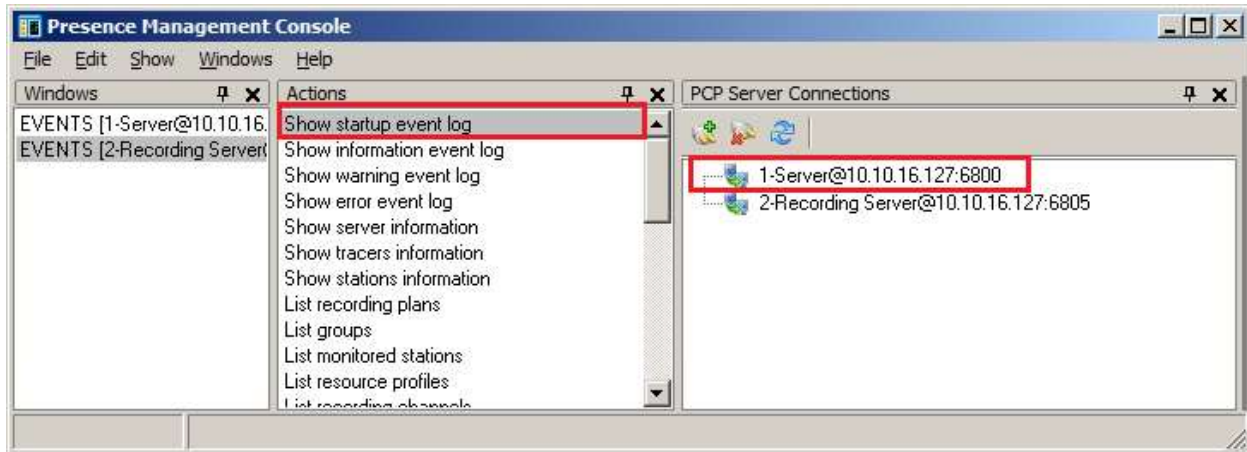 Presence Management Console
File Edit Show Windows Help
Windows
EVENTS [1-Server@10.10.16.
EVENTS [2-Recording Server(
Actions
Show startup event log
Show information event log
Show warning event log
Show error event log
Show server information
Show tracers information
Show stations information
List recording plans
List groups
List monitored stations
List resource profiles
List recording channels
PCP Server Connections
1-Server@10.10.16.127:6800
2-Recording Server@10.10.16.127:6805